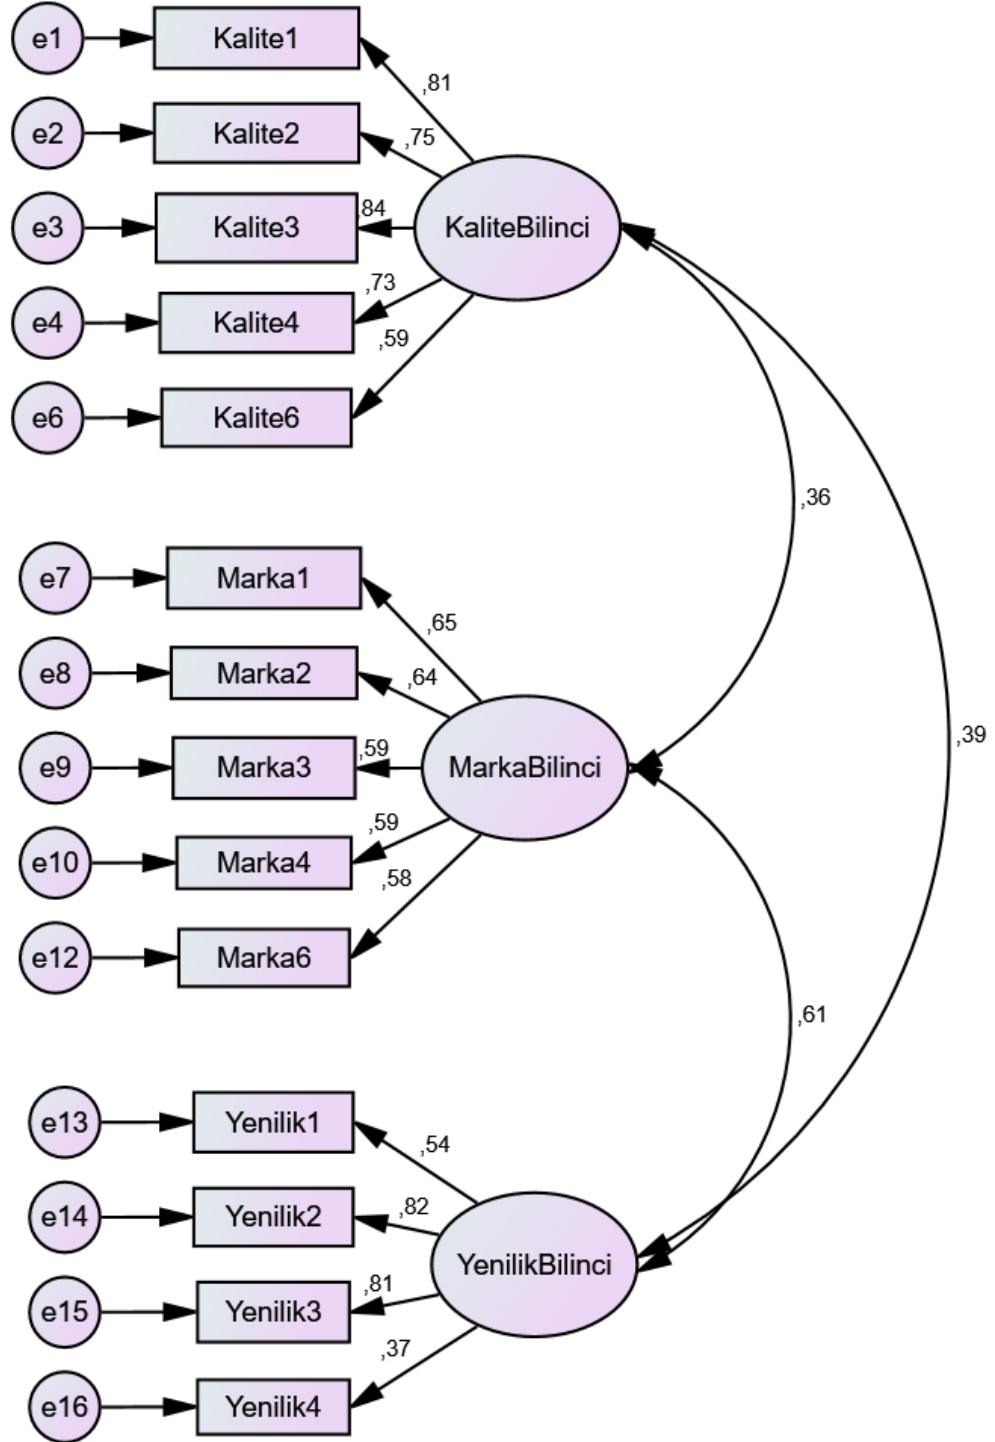 e1
Kalite1
,81
e2
Kalite2
,75
e3
Kalite3
,84
KaliteBilinci
e4
Kalite4
,73
e6
Kalite6
,59
,36
e7
Marka1
,65
e8
Marka2
,64
e9
Marka3
,59
MarkaBilinci
,39
e10
Marka4
,59
e12
Marka6
,58
,61
e13
Yenilik1
,54
e14
Yenilik2
,82
YenilikBilinci
e15
Yenilik3
,81
e16
Yenilik4
,37